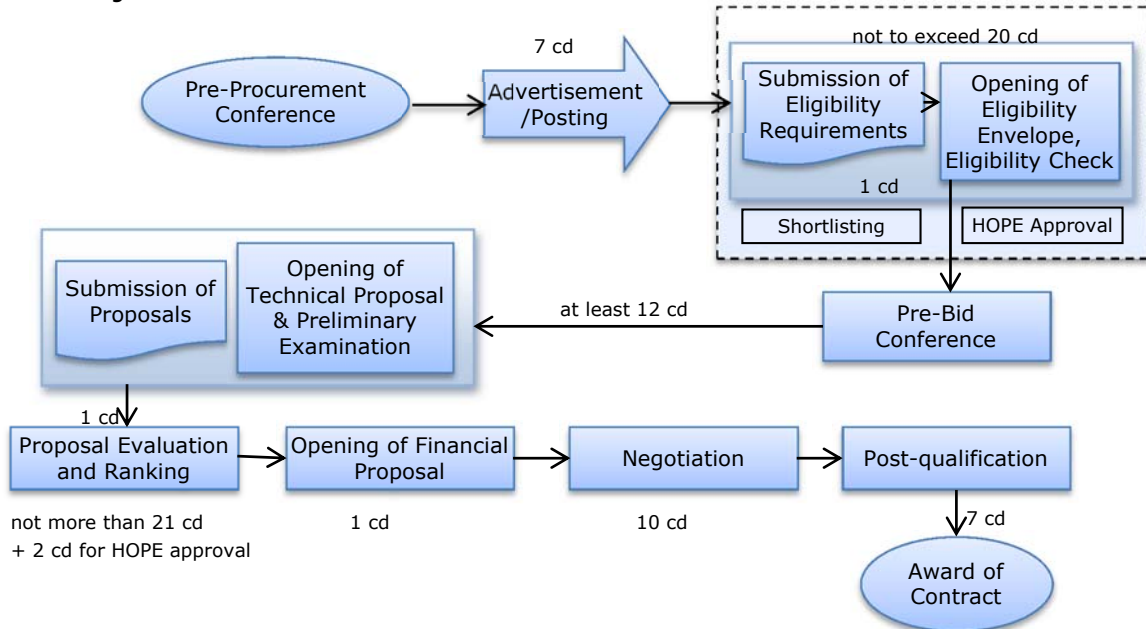 Pre-Procurement
Conference
7 cd
Advertisement
/Posting
not to exceed 20 cd
Submission of
Eligibility
Requirements
Opening of
Eligibility
Envelope,
Eligibility Check
1 cd
Shortlisting
HOPE Approval
Pre-Bid
Conference
at least 12 cd
Submission of
Proposals
Opening of
Technical Proposal
& Preliminary
Examination
1 cd
Proposal Evaluation
and Ranking
not more than 21 cd
+ 2 cd for HOPE approval
Opening of Financial
Proposal
1 cd
Negotiation
10 cd
Post-qualification
7 cd
Award of
Contract